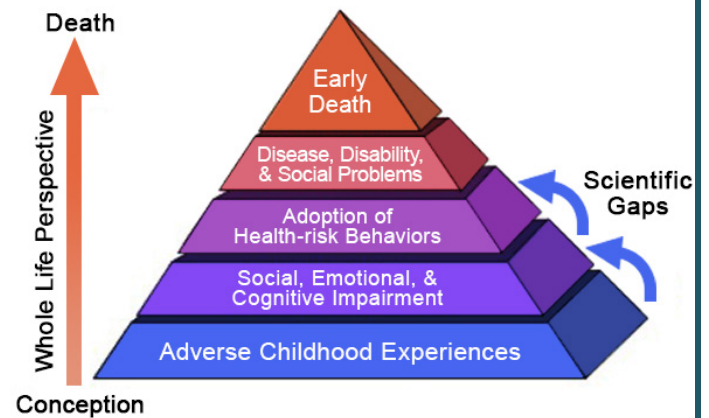 Death
Whole Life Perspective
Conception
Early
Death
Disease, Disability,
& Social Problems
Adoption of
Health-risk Behaviors
Social, Emotional, &
Cognitive Impairment
Adverse Childhood Experiences
Scientific
Gaps